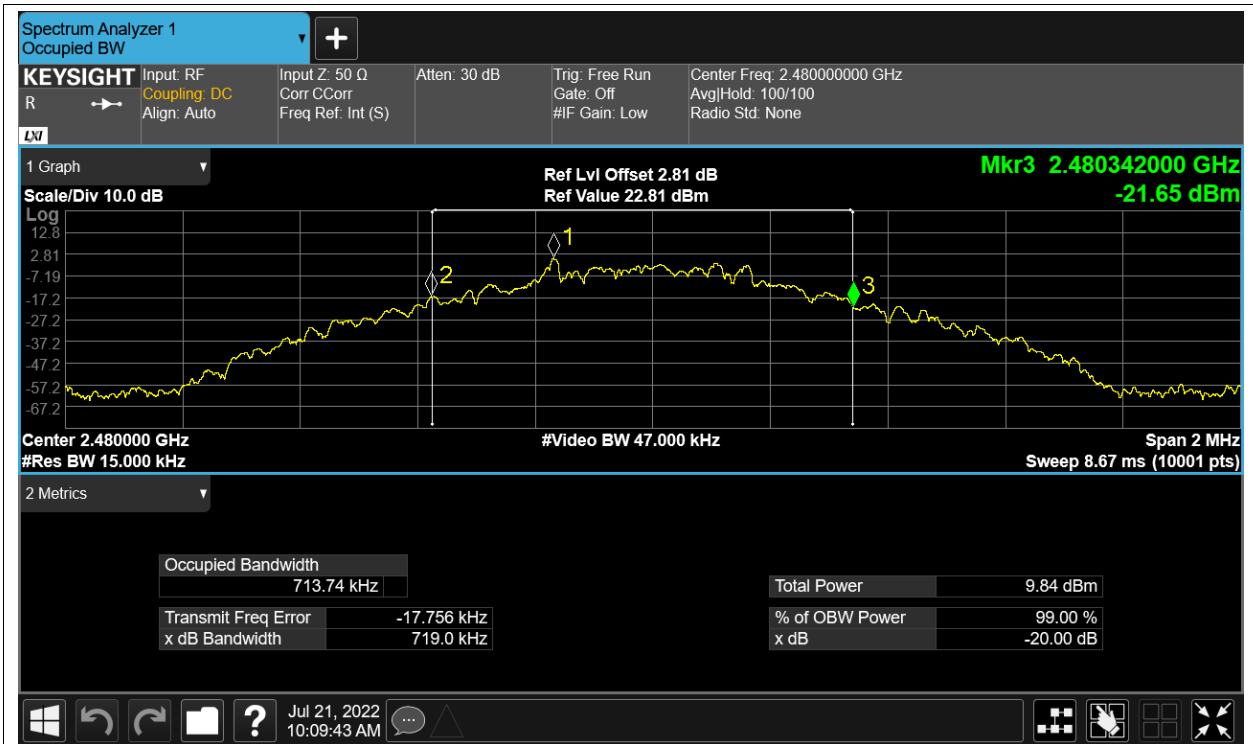 Spectrum Analyzer 1
Occupied BW
KEYSIGHT
R
LXI
Input: RF
Coupling: DC
Align: Auto
Input Z: 50 Ω
Corr CCorr
Freq Ref: Int (S)
Atten: 30 dB
Trig: Free Run
Gate: Off
#IF Gain: Low
Center Freq: 2.480000000 GHz
Avg|Hold: 100/100
Radio Std: None
1 Graph
Scale/Div 10.0 dB
Ref Lvl Offset 2.81 dB
Ref Value 22.81 dBm
Mkr3 2.480342000 GHz
-21.65 dBm
Log
12.8
2.81
-7.19
-17.2
-27.2
-37.2
-47.2
-57.2
-67.2
1
2
3
Center 2.480000 GHz
#Res BW 15.000 kHz
#Video BW 47.000 kHz
Span 2 MHz
Sweep 8.67 ms (10001 pts)
2 Metrics
Occupied Bandwidth
713.74 kHz
Transmit Freq Error -17.756 kHz
x dB Bandwidth 719.0 kHz
Total Power 9.84 dBm
% of OBW Power 99.00 %
x dB -20.00 dB
?
Jul 21, 2022
10:09:43 AM